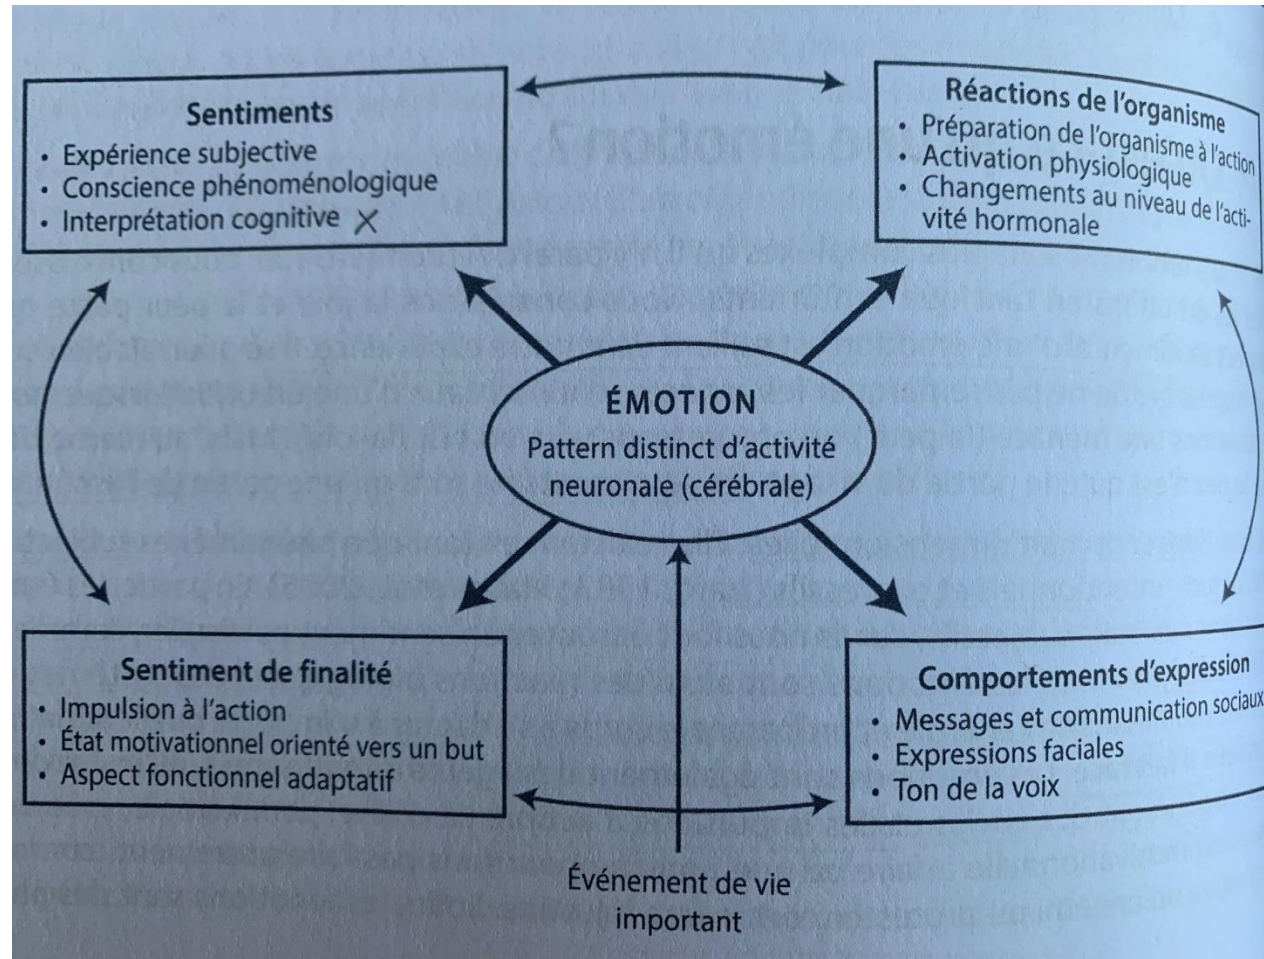 Sentiments
• Expérience subjective
• Conscience phénoménologique
• Interprétation cognitive X
Réactions de l'organisme
• Préparation de l'organisme à l'action
• Activation physiologique
• Changements au niveau de l'acti-
vité hormonale
ÉMOTION
Pattern distinct d'activité
neuronale (cérébrale)
Sentiment de finalité
• Impulsion à l'action
• État motivationnel orienté vers un but
• Aspect fonctionnel adaptatif
Comportements d'expression
• Messages et communication sociaux
• Expressions faciales
• Ton de la voix
Événement de vie
important